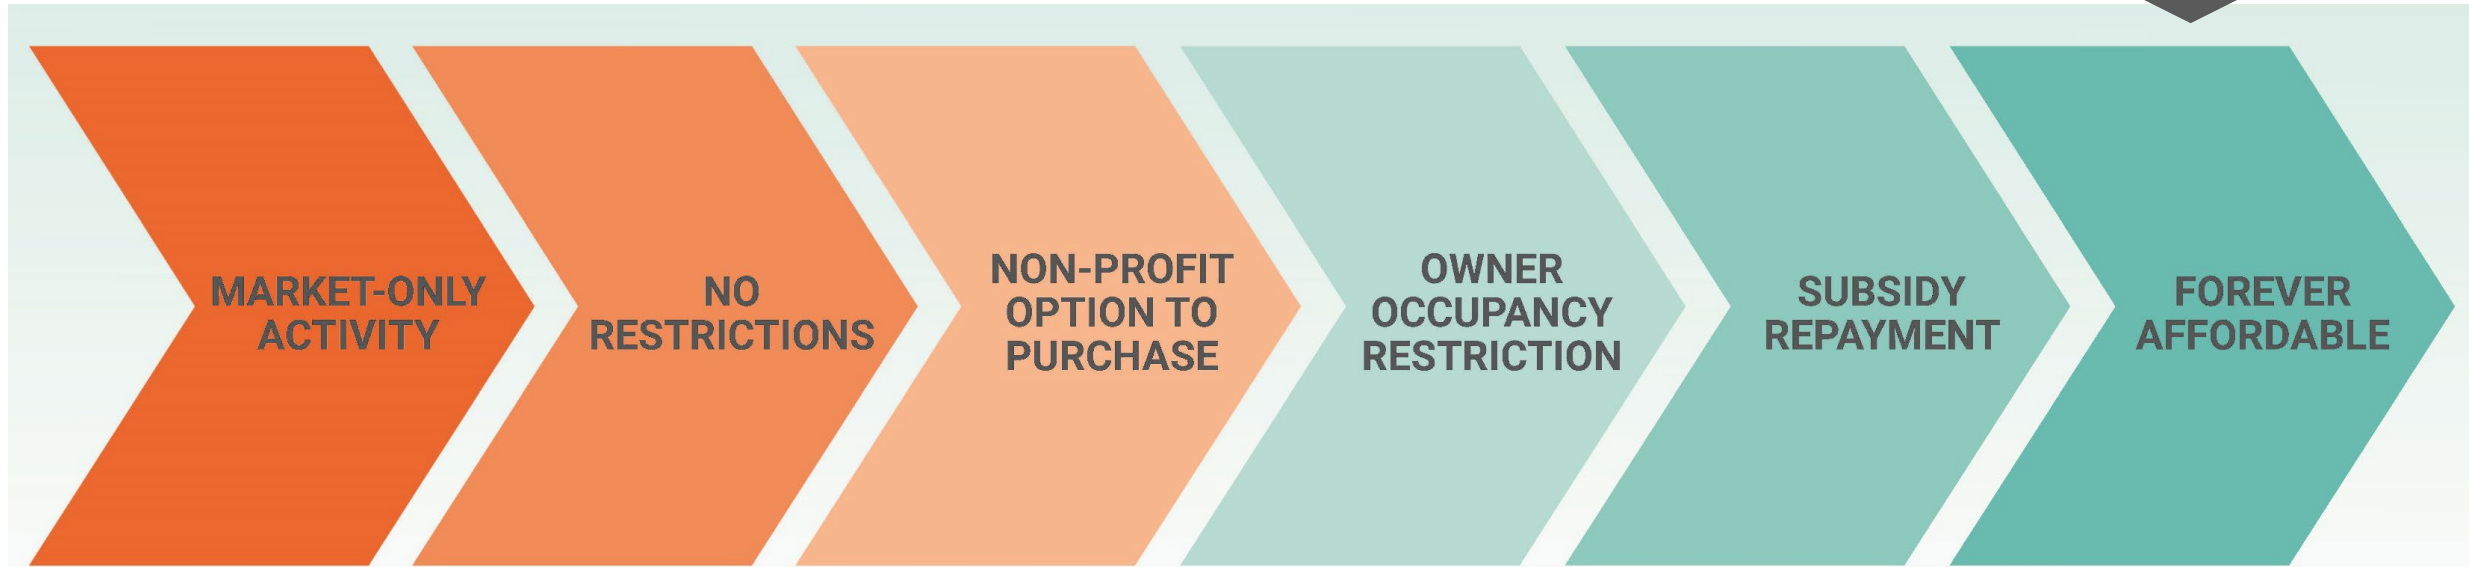 MARKET-ONLY
ACTIVITY
NO
RESTRICTIONS
NON-PROFIT
OPTION TO
PURCHASE
OWNER
OCCUPANCY
RESTRICTION
SUBSIDY
REPAYMENT
FOREVER
AFFORDABLE